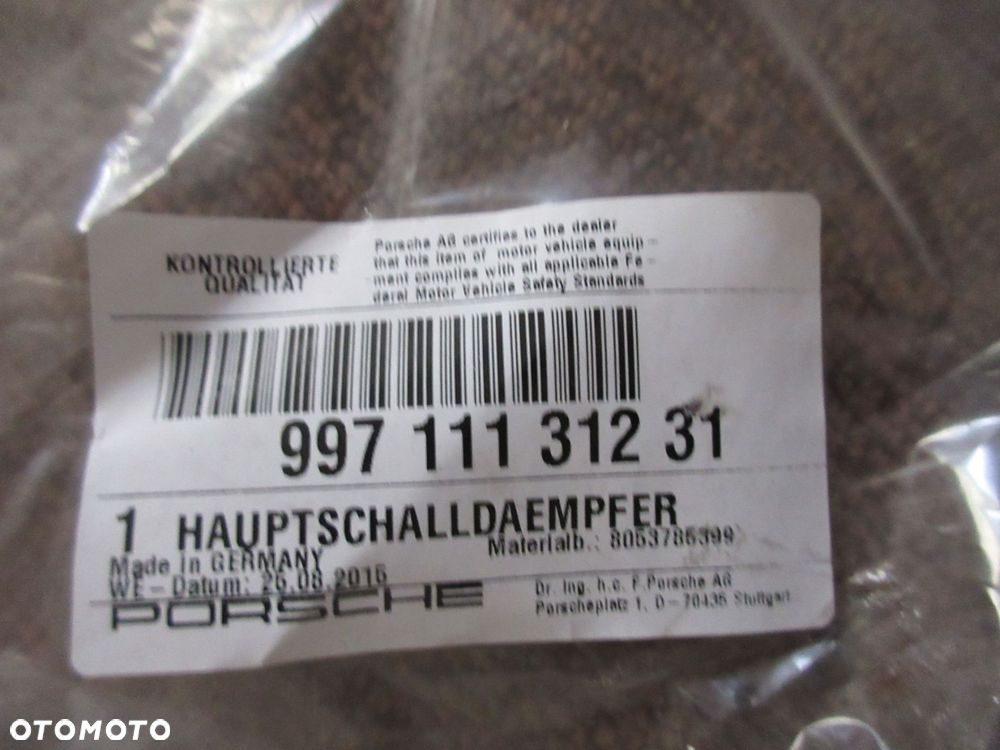 KONTROLLIERTE
QUALITAT
Porsche AG certifies to the dealer
that this item of motor vehicle equip-
ment complies with all applicable Fe-
deral Motor Vehicle Safety Standards
997 111 312 31
1 HAUPTSCHALLDAEMPFER
Materialb.: 8053785399
Made in GERMANY
WE-Datum: 25.08.2015
PORSCHE
Dr. Ing. h.c. F.Porsche AG
Porscheplatz 1, D-70435 Stuttgart
OTOMOTO